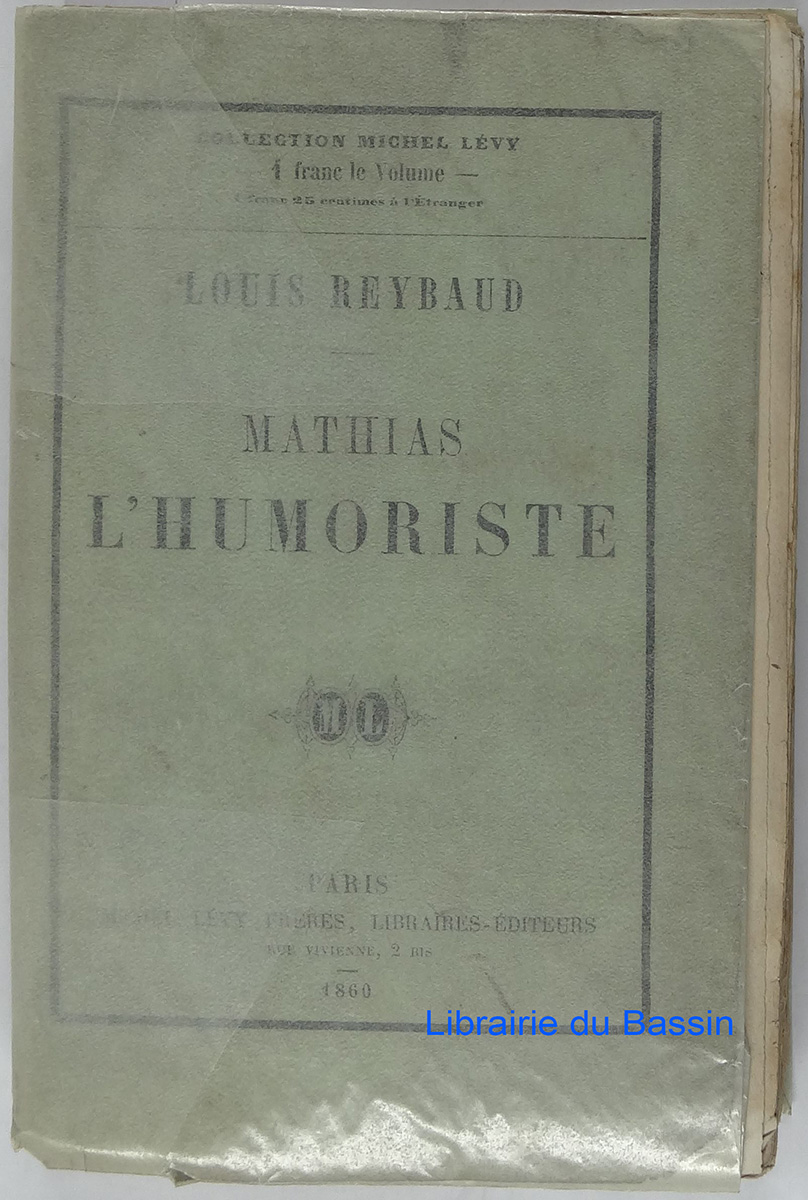 COLLECTION MICHEL LÉVY
1 franc le Volume —
1 franc 25 centimes à l'Étranger
LOUIS REYBAUD
MATHIAS
L'HUMORISTE
M L
PARIS
MICHEL LÉVY FRÈRES, LIBRAIRES-ÉDITEURS
RUE VIVIENNE, 2 BIS
1860
Librairie du Bassin